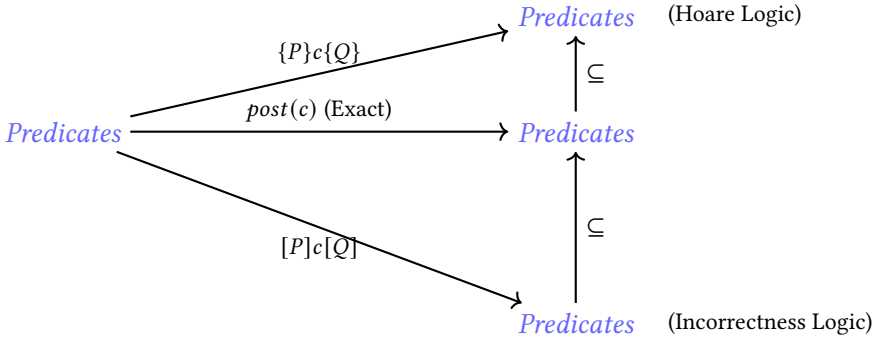 Predicates (Hoare Logic)
{P}c{Q}
⊆
post(c) (Exact)
Predicates Predicates
⊆
[P]c[Q]
Predicates (Incorrectness Logic)